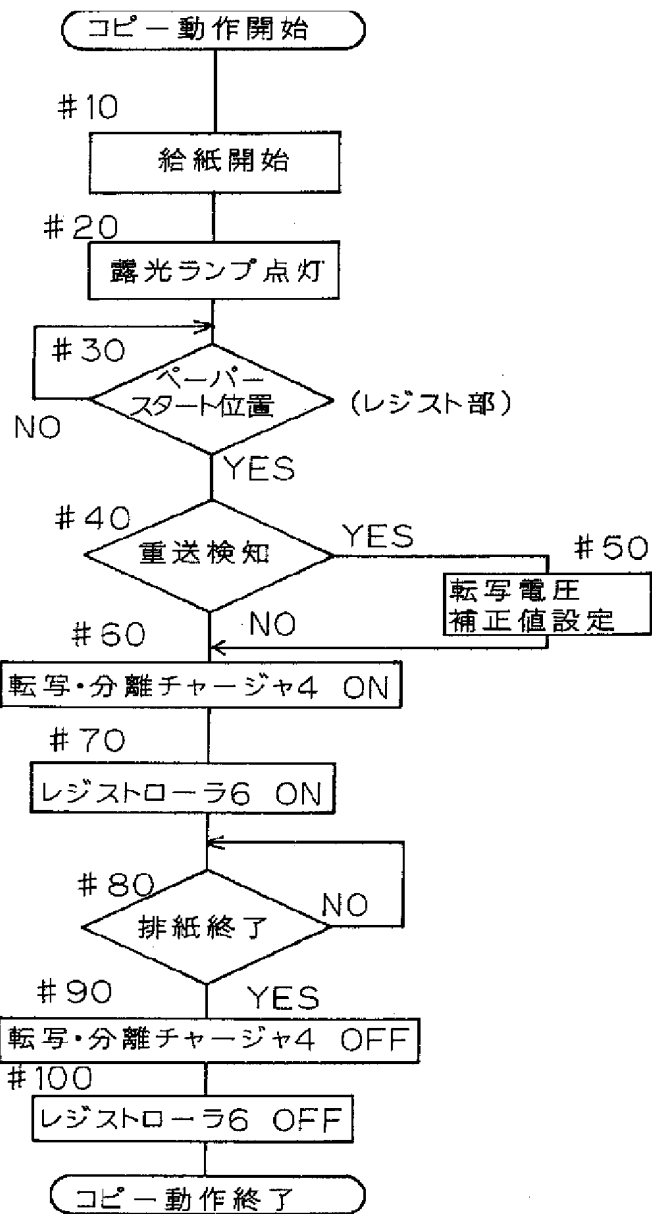 コピー動作開始
#10
給紙開始
#20
露光ランプ点灯
#30
ペーパー
スタート位置
(レジスト部)
NO
YES
#40
重送検知
YES
#50
転写電圧
補正値設定
NO
#60
転写・分離チャージャ4 ON
#70
レジストローラ6 ON
#80
排紙終了
NO
#90
YES
転写・分離チャージャ4 OFF
#100
レジストローラ6 OFF
コピー動作終了